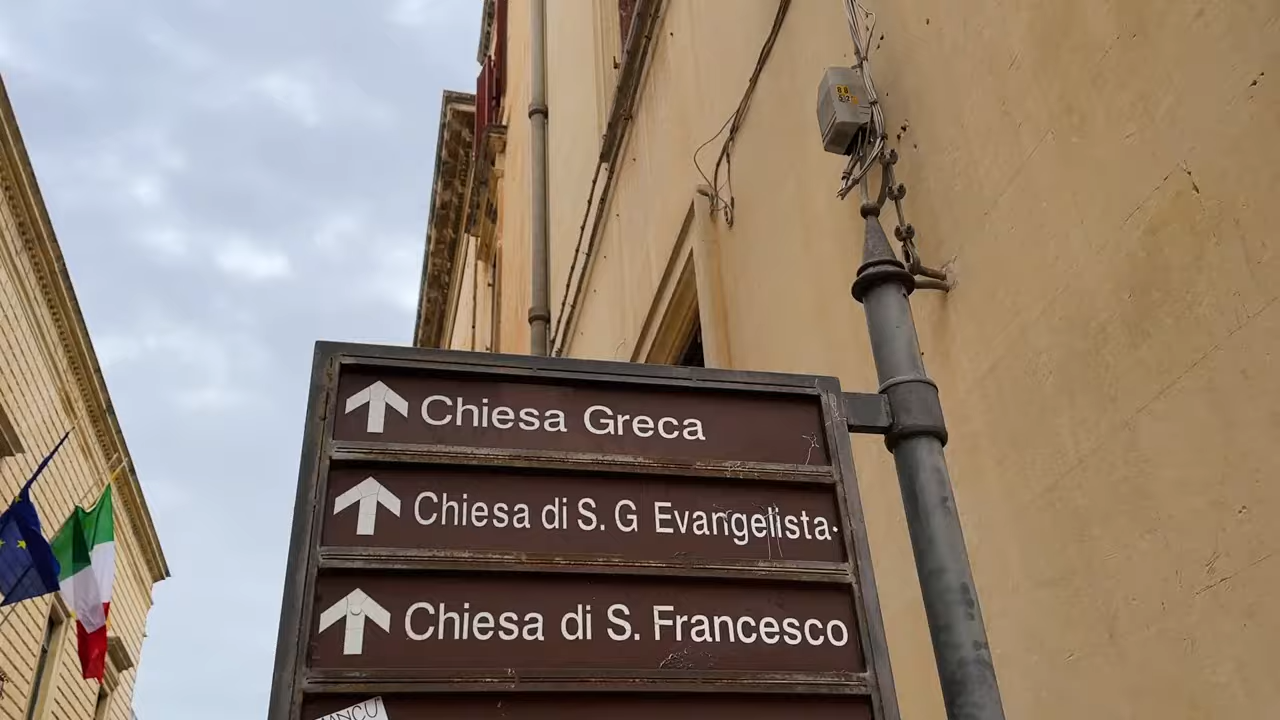 Chiesa Greca
Chiesa di S. G Evangelista.
Chiesa di S. Francesco